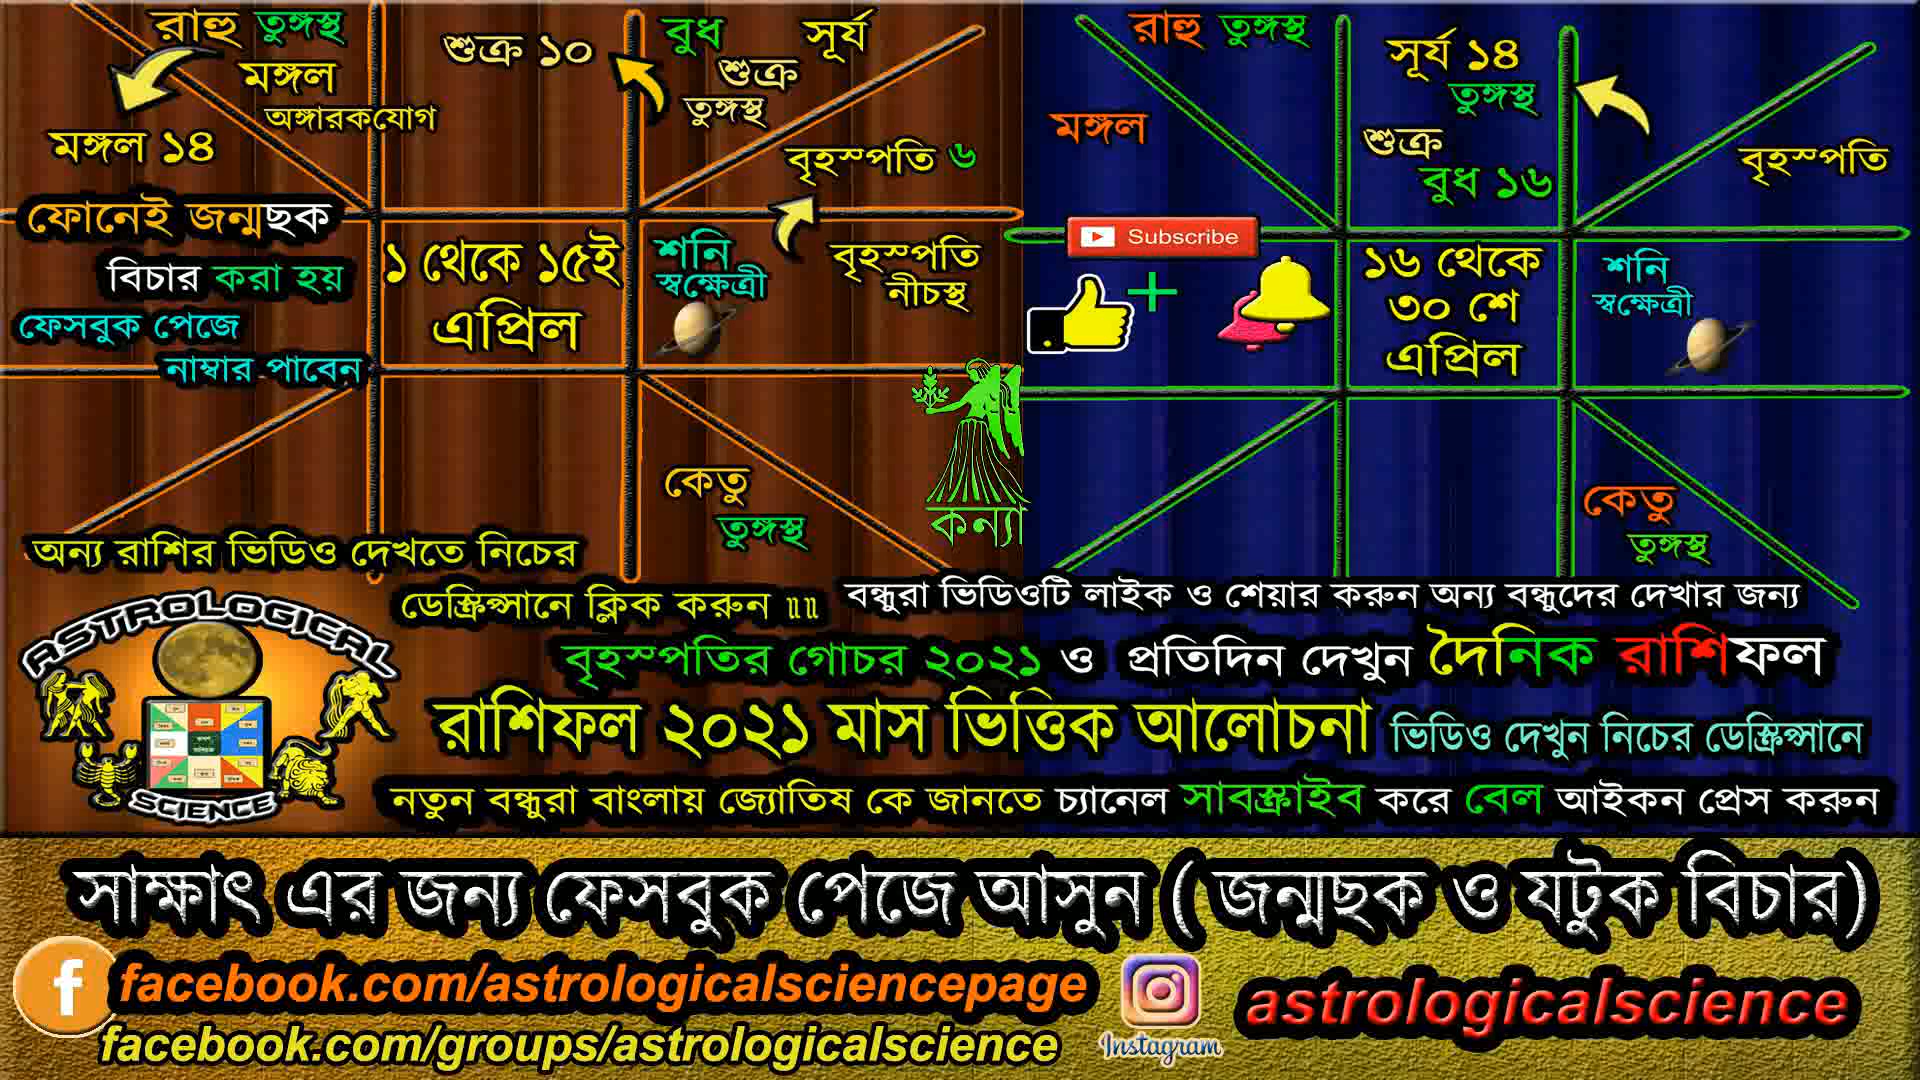 রাহু তুঙ্গস্থ
মঙ্গল
অঙ্গারকযোগ
মঙ্গল ১৪
শুক্র ১০
বুধ
সূর্য
শুক্র
তুঙ্গস্থ
বৃহস্পতি ৬
ফোনেই জন্মছক
বিচার করা হয়
ফেসবুক পেজে
নাম্বার পাবেন
১ থেকে ১৫ই
এপ্রিল
শনি
স্বক্ষেত্রী
বৃহস্পতি
নীচস্থ
কেতু
তুঙ্গস্থ
কন্যা
রাহু তুঙ্গস্থ
মঙ্গল
সূর্য ১৪
তুঙ্গস্থ
শুক্র
বুধ ১৬
বৃহস্পতি
Subscribe
১৬ থেকে
৩০ শে
এপ্রিল
শনি
স্বক্ষেত্রী
কেতু
তুঙ্গস্থ
অন্য রাশির ভিডিও দেখতে নিচের
ডেস্ক্রিপ্সানে ক্লিক করুন
বন্ধুরা ভিডিওটি লাইক ও শেয়ার করুন অন্য বন্ধুদের দেখার জন্য
বৃহস্পতির গোচর ২০২১ ও প্রতিদিন দেখুন দৈনিক রাশিফল
রাশিফল ২০২১ মাস ভিত্তিক আলোচনা ভিডিও দেখুন নিচের ডেস্ক্রিপ্সানে
নতুন বন্ধুরা বাংলায় জ্যোতিষ কে জানতে চ্যানেল সাবস্ক্রাইব করে বেল আইকন প্রেস করুন
ASTROLOGICAL
SCIENCE
সাক্ষাৎ এর জন্য ফেসবুক পেজে আসুন ( জন্মছক ও যটুক বিচার)
facebook.com/astrologicalsciencepage
facebook.com/groups/astrologicalscience
Instagram
astrologicalscience